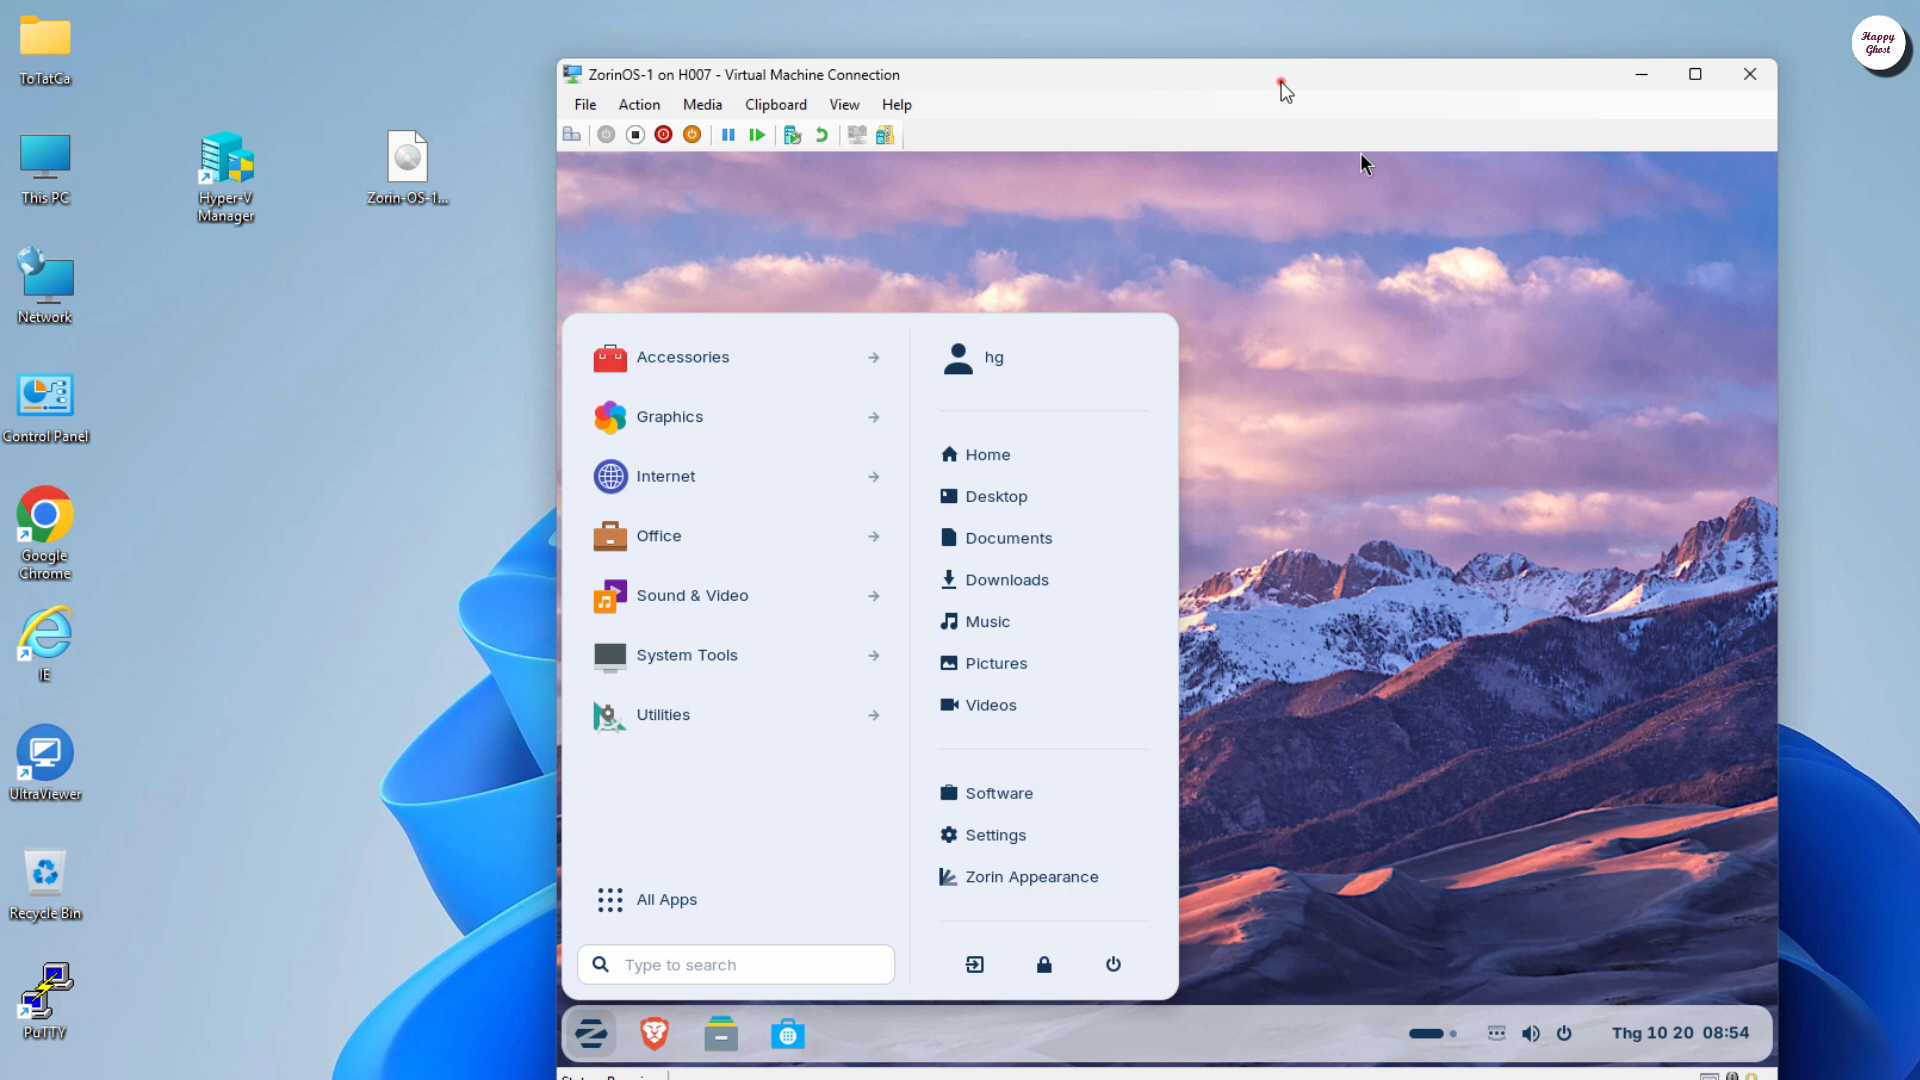 Happy
Ghost
ToTatCa
This PC
Network
Control Panel
Google
Chrome
IE
UltraViewer
Recycle Bin
PuTTY
Hyper-V
Manager
Zorin-OS-1...
ZorinOS-1 on H007 - Virtual Machine Connection
File Action Media Clipboard View Help
Accessories
Graphics
Internet
Office
Sound & Video
System Tools
Utilities
All Apps
Type to search
hg
Home
Desktop
Documents
Downloads
Music
Pictures
Videos
Software
Settings
Zorin Appearance
Thg 10 20 08:54